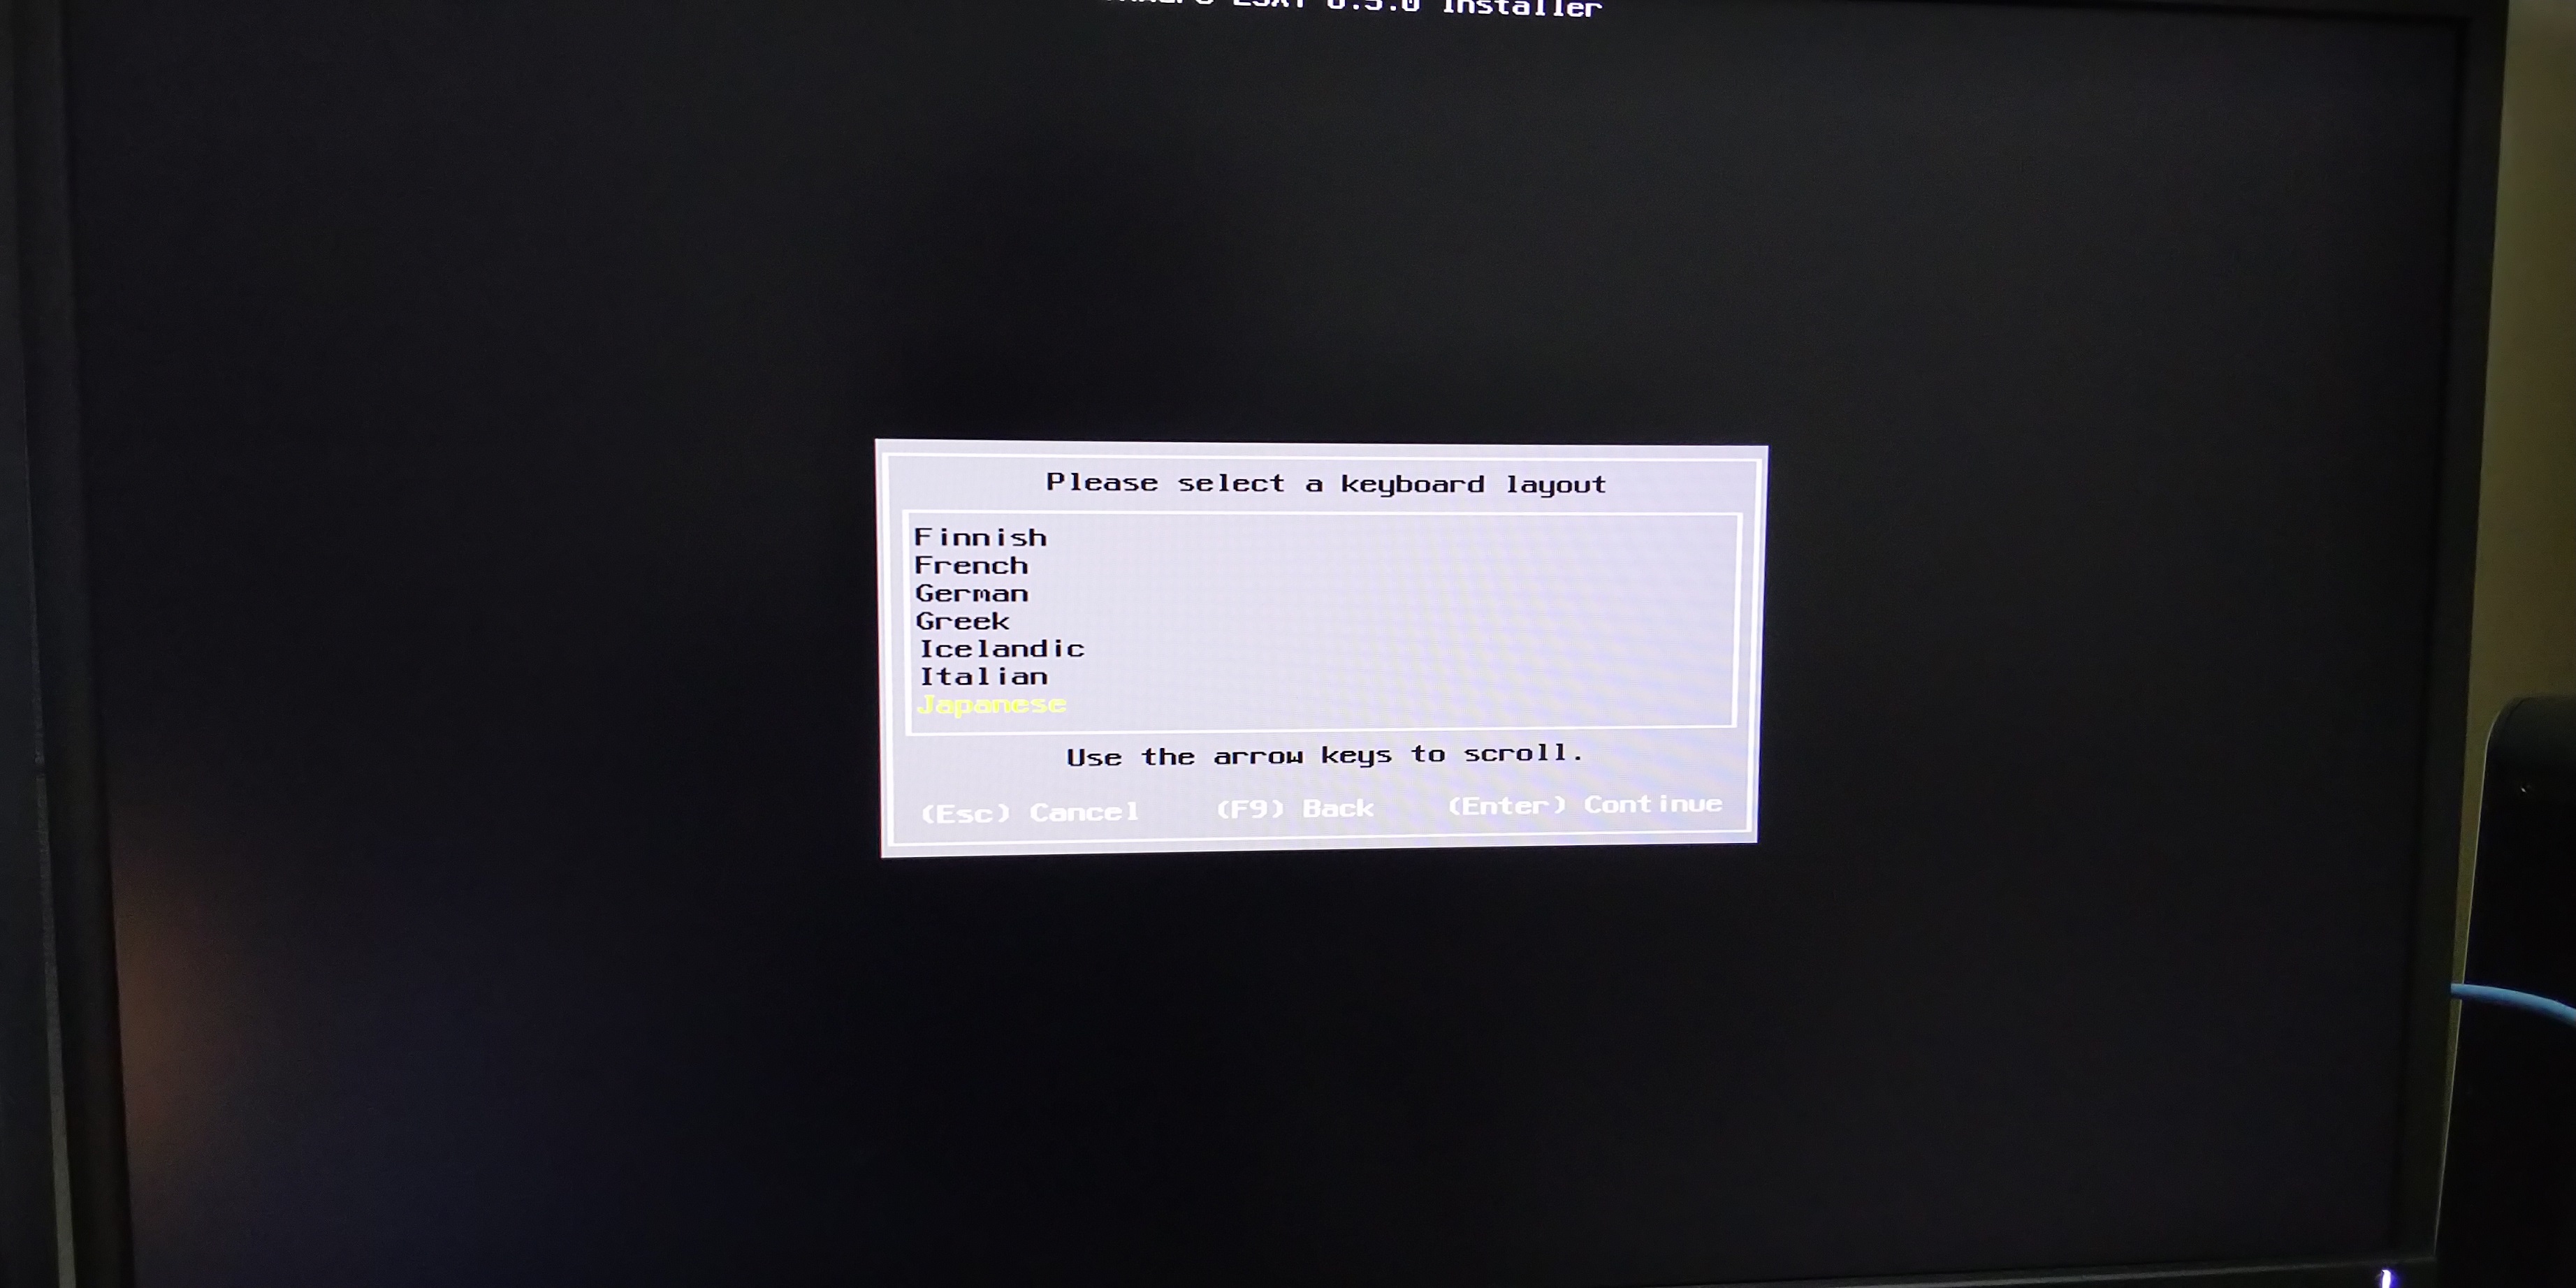 Installer
Please select a keyboard layout
Finnish
French
German
Greek
Icelandic
Italian
Japanese
Use the arrow keys to scroll.
(Esc) Cancel (F9) Back (Enter) Continue